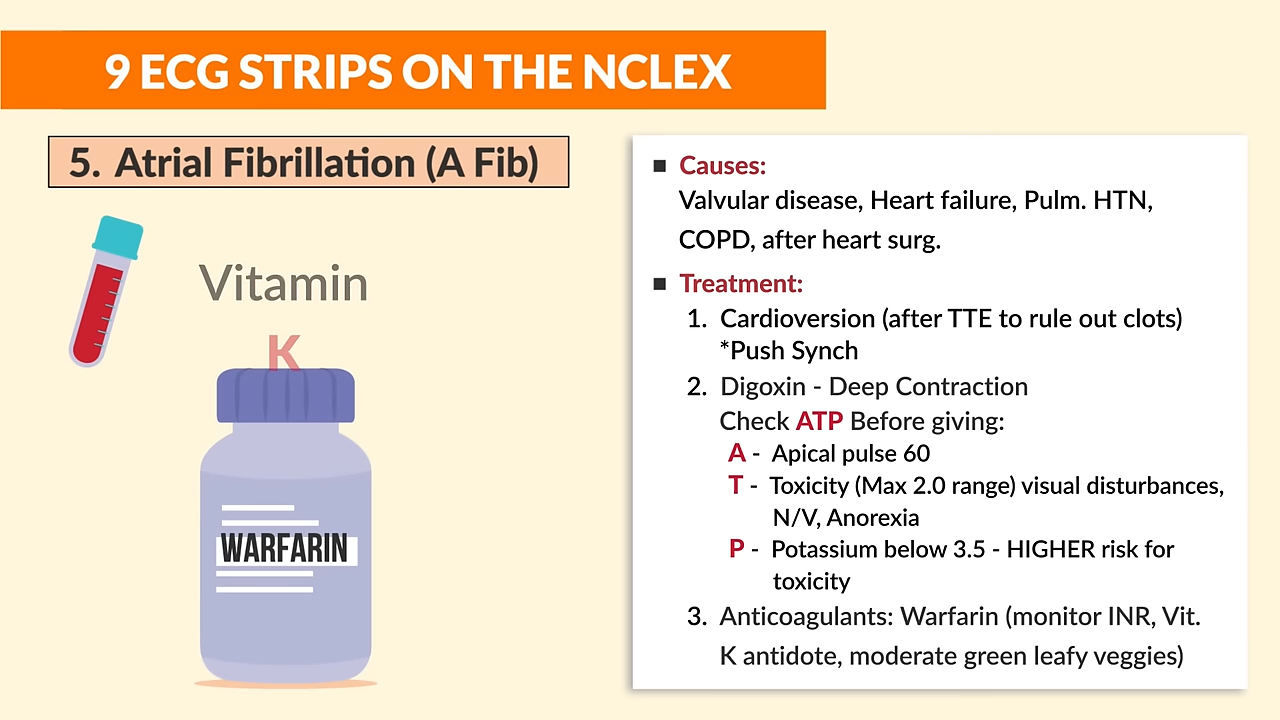 9 ECG STRIPS ON THE NCLEX
5. Atrial Fibrillation (A Fib)
Vitamin
K
WARFARIN
■ Causes:
Valvular disease, Heart failure, Pulm. HTN,
COPD, after heart surg.
■ Treatment:
1. Cardioversion (after TTE to rule out clots)
*Push Synch
2. Digoxin - Deep Contraction
Check ATP Before giving:
A - Apical pulse 60
T - Toxicity (Max 2.0 range) visual disturbances,
N/V, Anorexia
P - Potassium below 3.5 - HIGHER risk for
toxicity
3. Anticoagulants: Warfarin (monitor INR, Vit.
K antidote, moderate green leafy veggies)